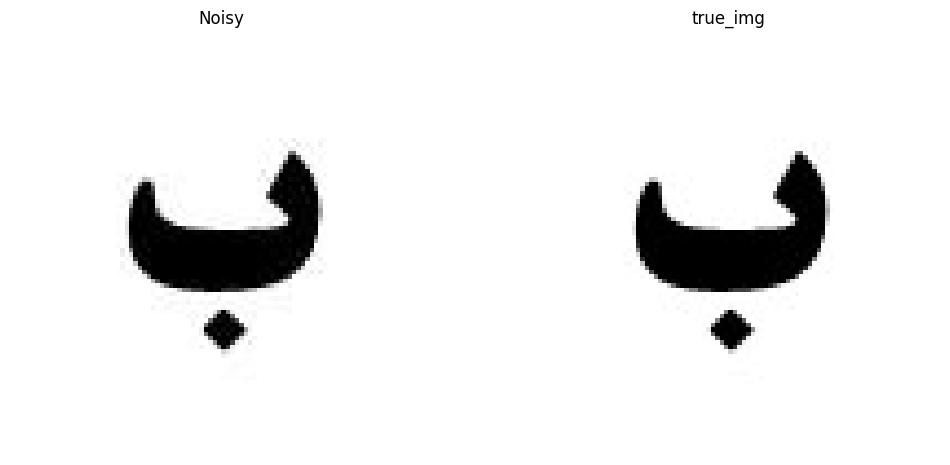 Noisy true_img
ب ب